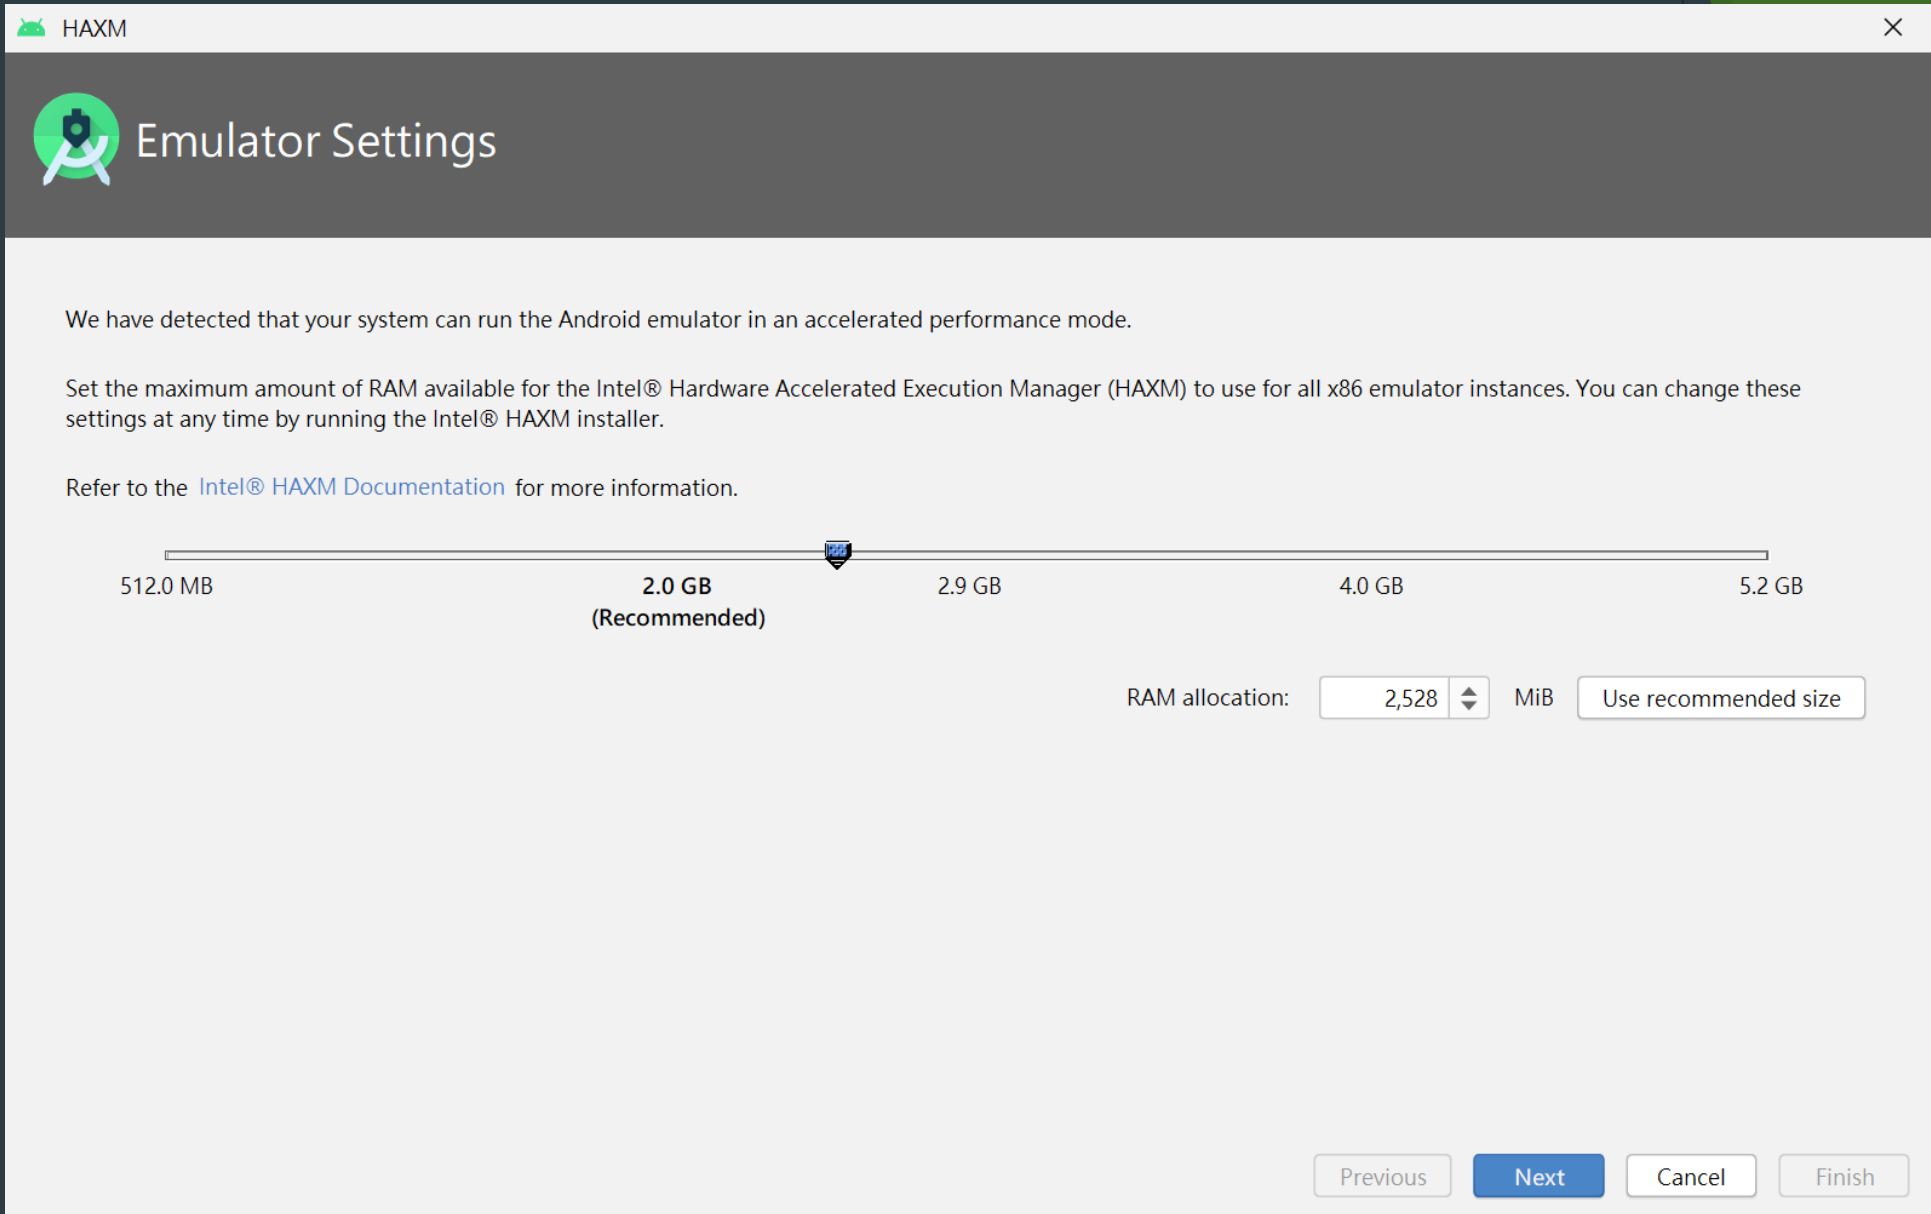 HAXM
Emulator Settings
We have detected that your system can run the Android emulator in an accelerated performance mode.
Set the maximum amount of RAM available for the Intel® Hardware Accelerated Execution Manager (HAXM) to use for all x86 emulator instances. You can change these
settings at any time by running the Intel® HAXM installer.
Refer to the Intel® HAXM Documentation for more information.
512.0 MB 2.0 GB 2.9 GB 4.0 GB 5.2 GB
(Recommended)
RAM allocation: 2,528 MiB Use recommended size
Previous Next Cancel Finish